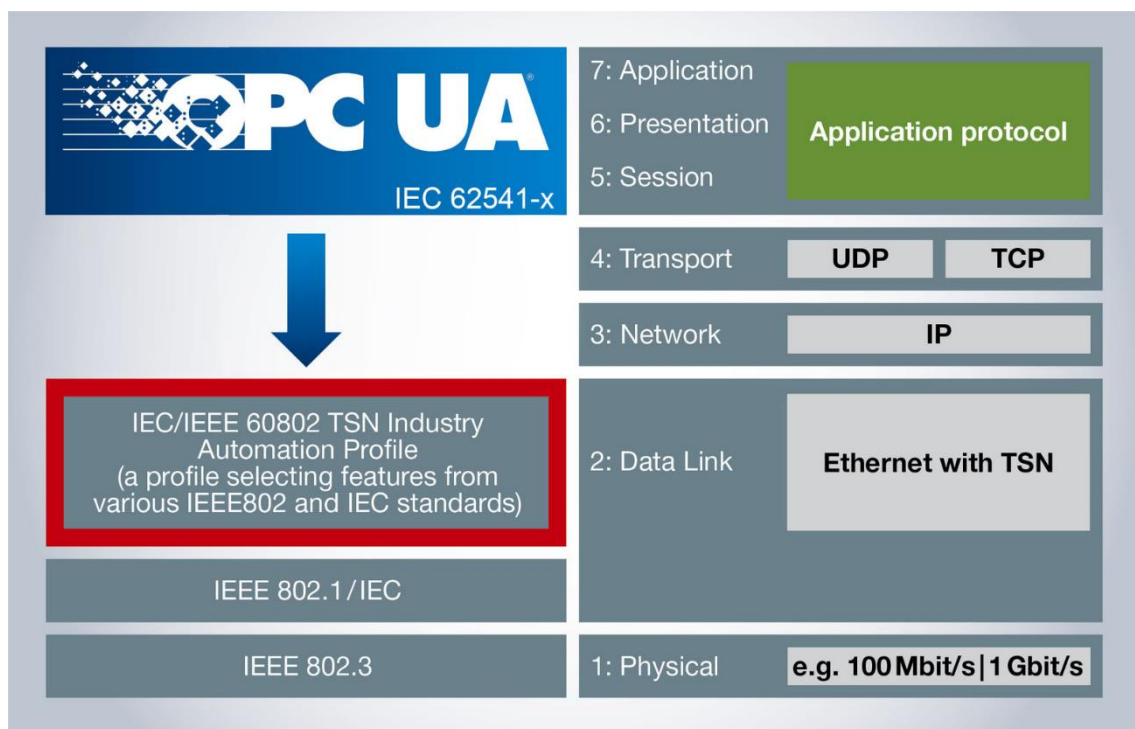 OPC UA®
IEC 62541-x
IEC/IEEE 60802 TSN Industry
Automation Profile
(a profile selecting features from
various IEEE802 and IEC standards)
IEEE 802.1/IEC
IEEE 802.3
7: Application
6: Presentation
5: Session
Application protocol
4: Transport
UDP
TCP
3: Network
IP
2: Data Link
Ethernet with TSN
1: Physical
e.g. 100 Mbit/s|1 Gbit/s